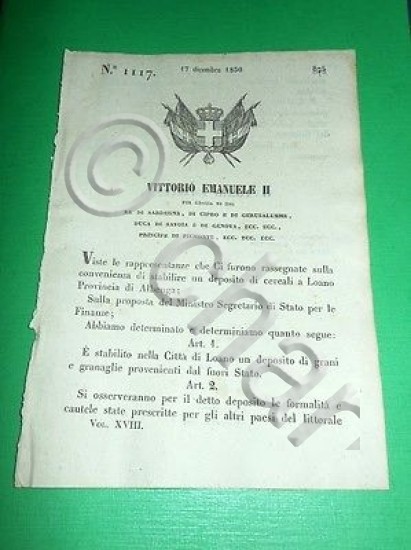 N.° 1117. 17 dicembre 1850 875
VITTORIO EMANUELE II
PER GRAZIA DI DIO
RE DI SARDEGNA, DI CIPRO E DI GERUSALEMME,
DUCA DI SAVOIA E DI GENOVA, ECC. ECC.,
PRINCIPE DI PIEMONTE, ECC. ECC. ECC.
Viste le rappresentanze che Ci furono rassegnate sulla
convenienza di stabilire un deposito di cereali a Loano
Provincia di Albenga;
Sulla proposta del Ministro Segretario di Stato per le
Finanze;
Abbiamo determinato e determiniamo quanto segue:
Art. 1.
È stabilito nella Città di Loano un deposito di grani
e granaglie provenienti dal fuori Stato.
Art. 2.
Si osserveranno per il detto deposito le formalità e
cautele state prescritte per gli altri paesi del littorale
Vol. XVIII.